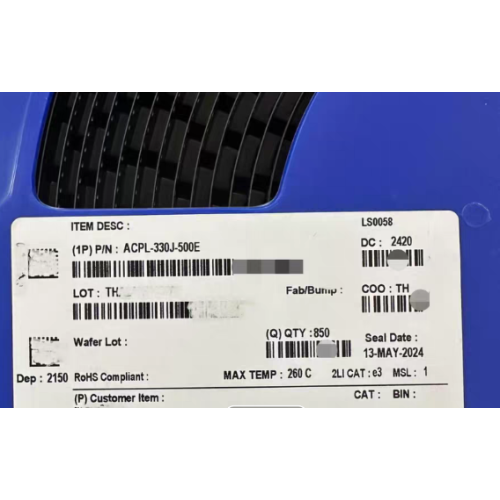 ITEM DESC :
LS0058
(1P) P/N : ACPL-330J-500E
DC : 2420
LOT : TH
Fab/Bump :
COO : TH
Wafer Lot :
(Q) QTY : 850
Seal Date :
13-MAY-2024
Dep : 2150 RoHS Compliant :
MAX TEMP : 260 C
2LI CAT : e3
MSL : 1
(P) Customer Item :
CAT :
BIN :